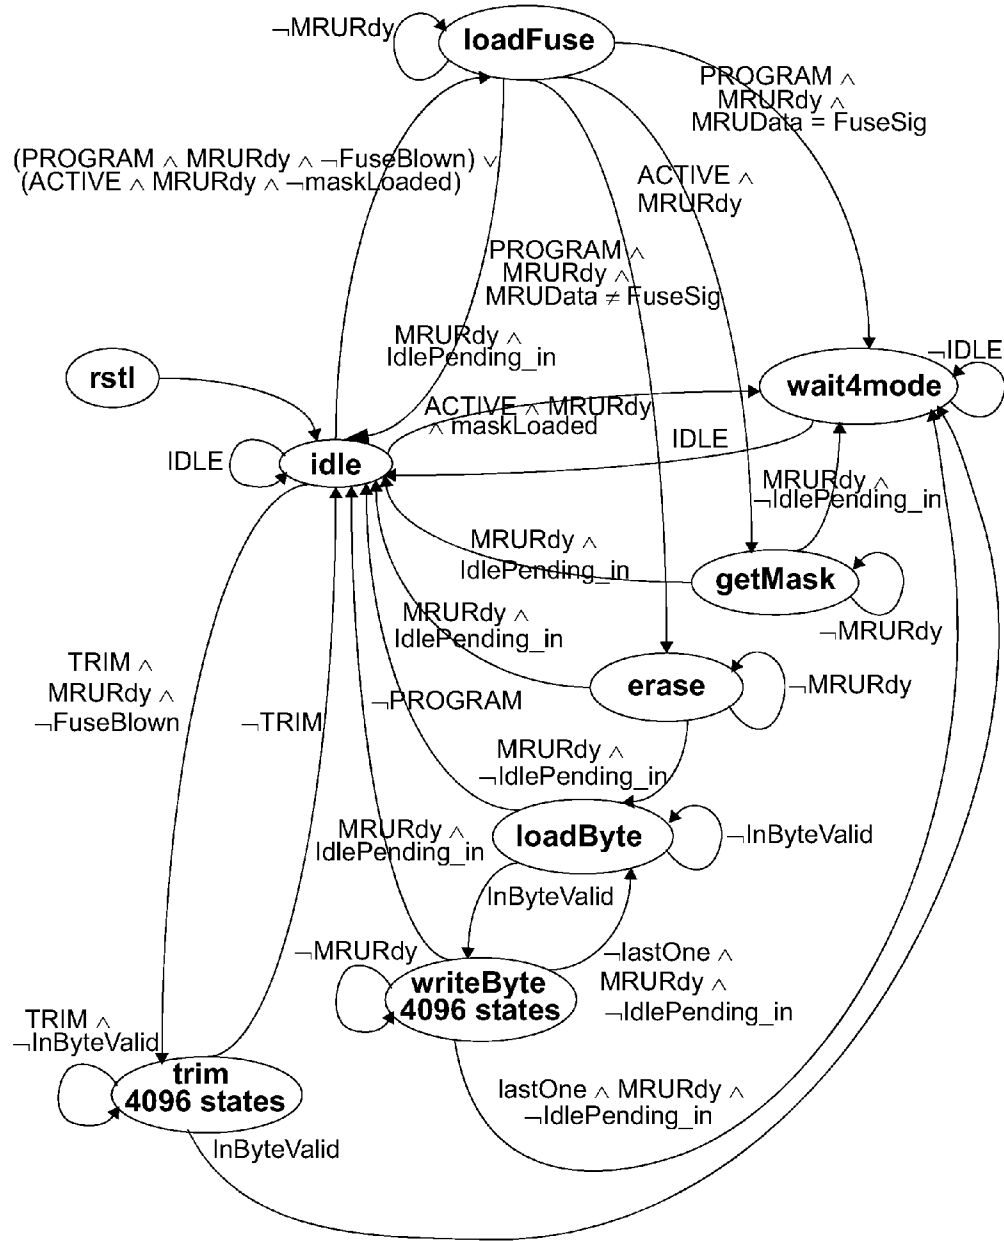 ¬MRURdy
loadFuse
PROGRAM ∧
MRURdy ∧
MRUData = FuseSig
(PROGRAM ∧ MRURdy ∧ ¬FuseBlown) ∨
(ACTIVE ∧ MRURdy ∧ ¬maskLoaded)
ACTIVE ∧
MRURdy
PROGRAM ∧
MRURdy ∧
MRUData ≠ FuseSig
MRURdy ∧
IdlePending_in
rstl
¬IDLE
wait4mode
ACTIVE ∧ MRURdy
∧ maskLoaded
IDLE
idle
IDLE
MRURdy ∧
¬IdlePending_in
MRURdy ∧
IdlePending_in
getMask
¬MRURdy
MRURdy ∧
IdlePending_in
erase
¬MRURdy
TRIM ∧
MRURdy ∧
¬FuseBlown
¬TRIM
¬PROGRAM
MRURdy ∧
¬IdlePending_in
loadByte
¬InByteValid
MRURdy ∧
IdlePending_in
InByteValid
¬MRURdy
writeByte
4096 states
¬lastOne ∧
MRURdy ∧
¬IdlePending_in
TRIM ∧
¬InByteValid
trim
4096 states
lastOne ∧ MRURdy ∧
¬IdlePending_in
InByteValid